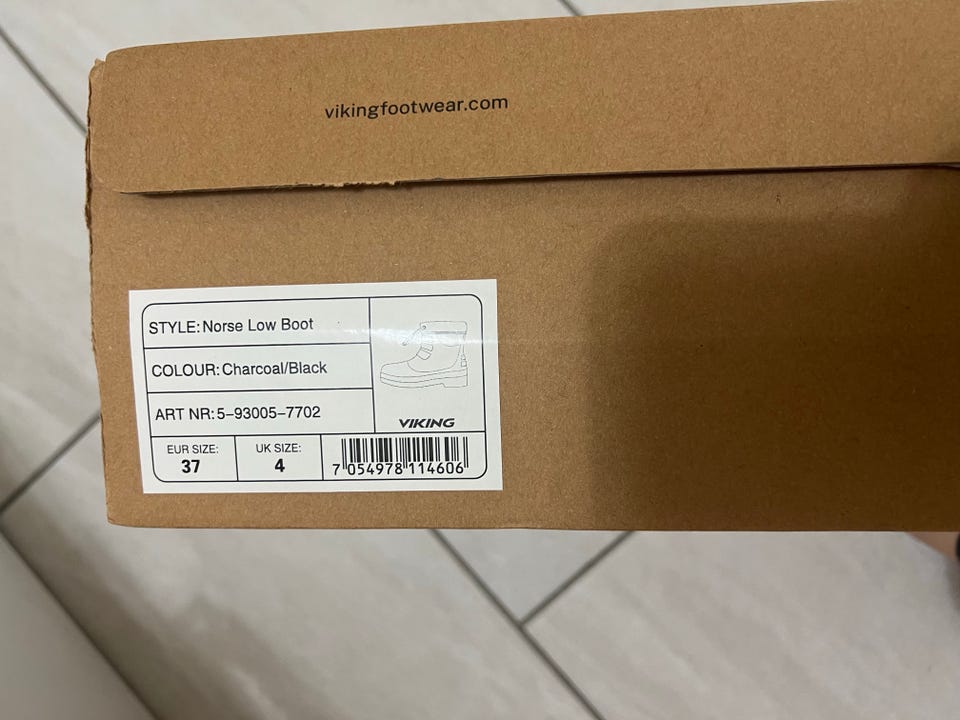 vikingfootwear.com
STYLE: Norse Low Boot
COLOUR: Charcoal/Black
ART NR: 5-93005-7702
VIKING
EUR SIZE:
37
UK SIZE:
4
7 054978 114606